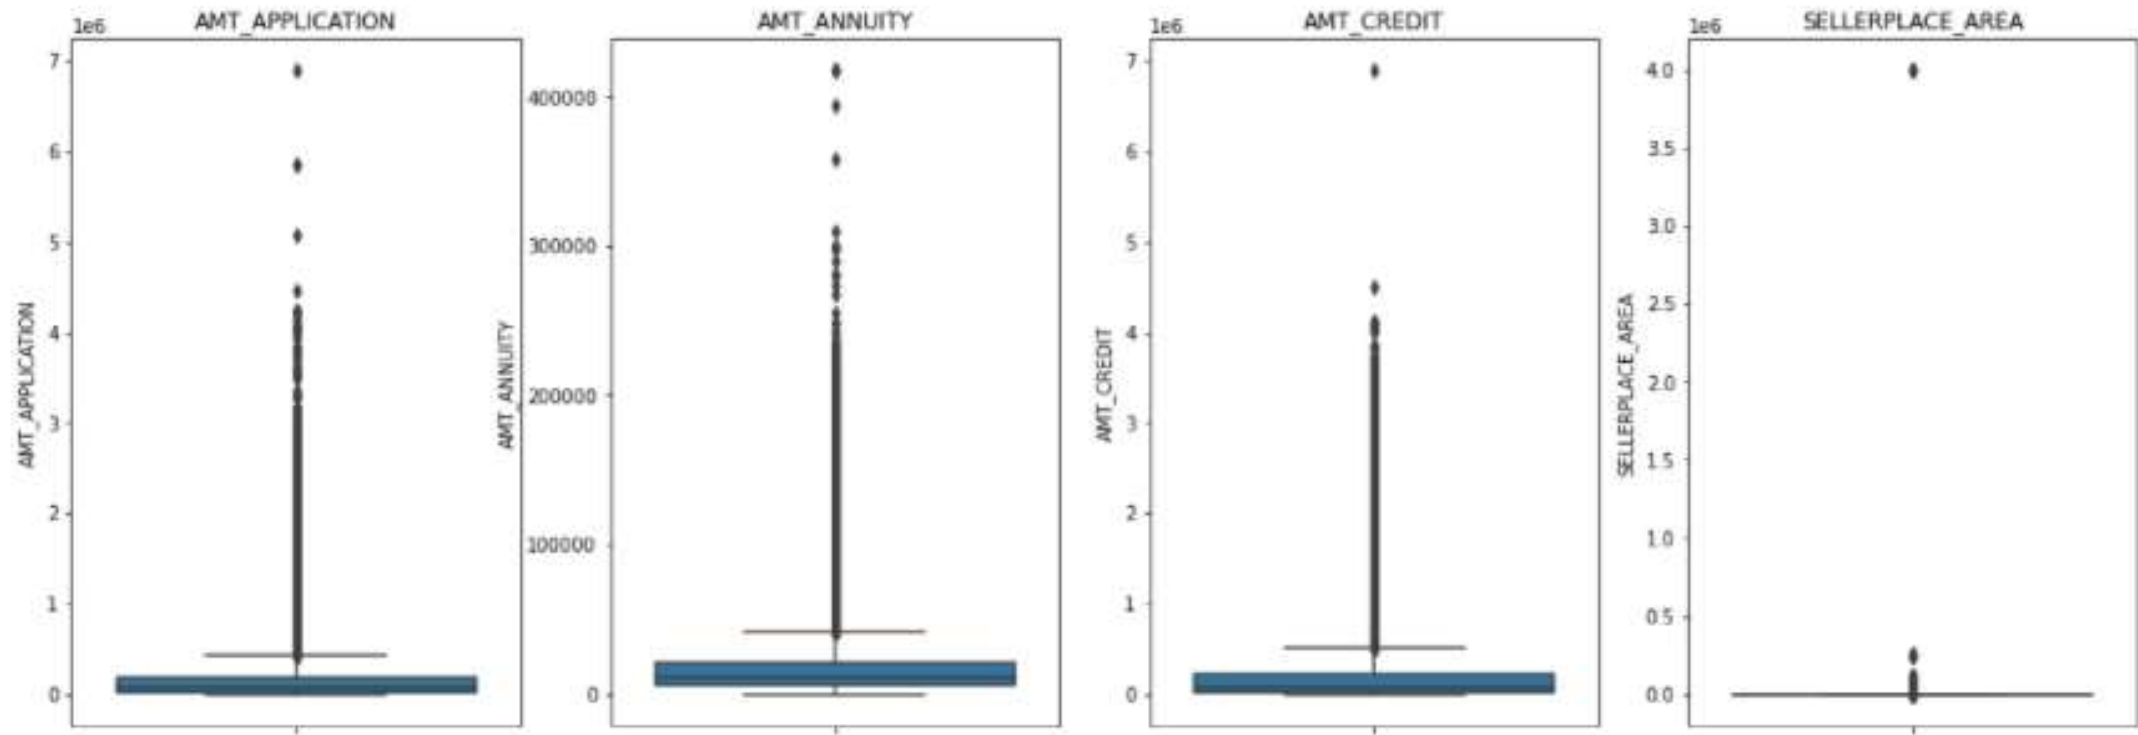 AMT_APPLICATION
1e6
7
6
5
4
3
2
1
0
AMT_APPLICATION
AMT_ANNUITY
400000
300000
200000
100000
0
AMT_ANNUITY
AMT_CREDIT
1e6
7
6
5
4
3
2
1
0
AMT_CREDIT
SELLERPLACE_AREA
1e6
4.0
3.5
3.0
2.5
2.0
1.5
1.0
0.5
0.0
SELLERPLACE_AREA